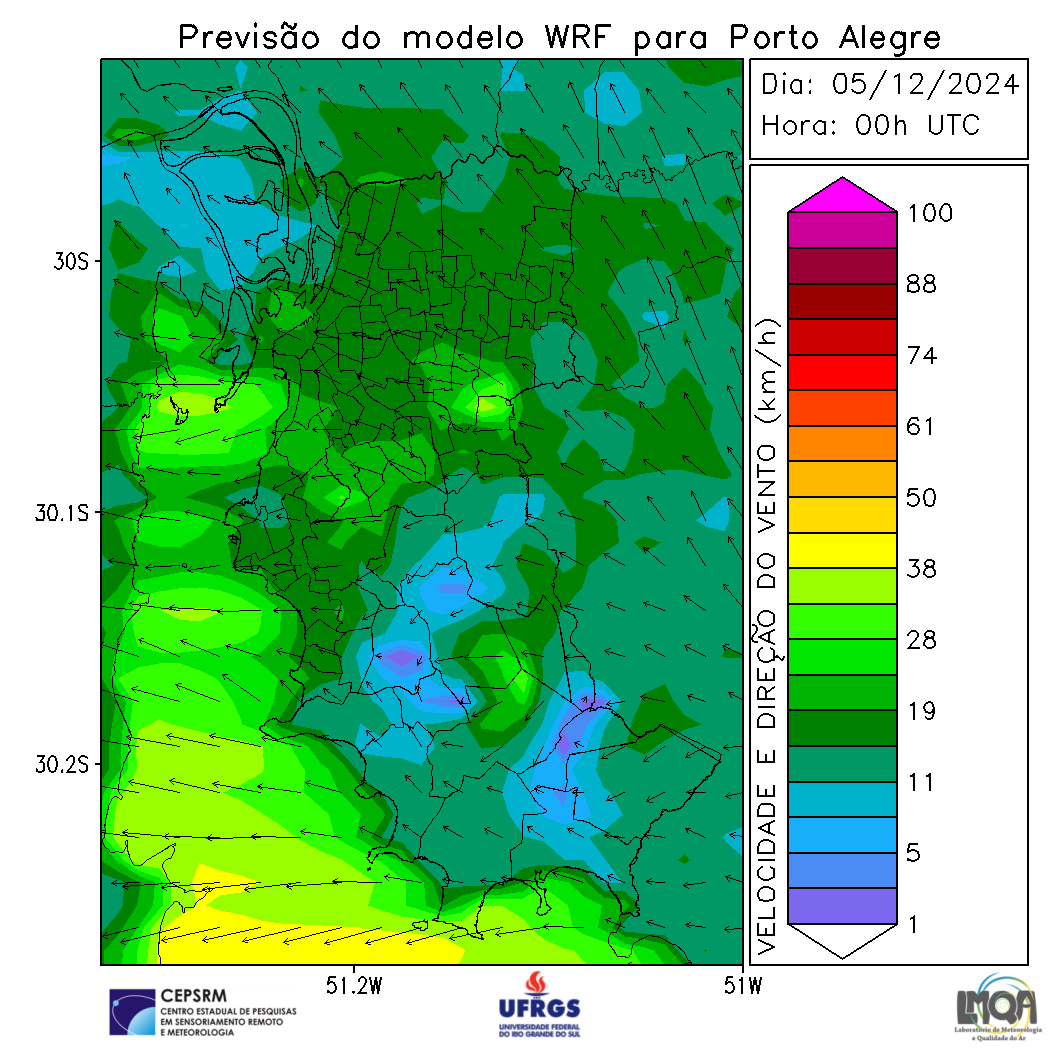 Previsão do modelo WRF para Porto Alegre
Dia: 05/12/2024
Hora: 00h UTC
30S
30.1S
30.2S
51.2W
51W
VELOCIDADE E DIREÇÃO DO VENTO (km/h)
100
88
74
61
50
38
28
19
11
5
1
CEPSRM
CENTRO ESTADUAL DE PESQUISAS
EM SENSORIAMENTO REMOTO
E METEOROLOGIA
UFRGS
UNIVERSIDADE FEDERAL
DO RIO GRANDE DO SUL
LMQA
Laboratório de Meteorologia
e Qualidade do Ar